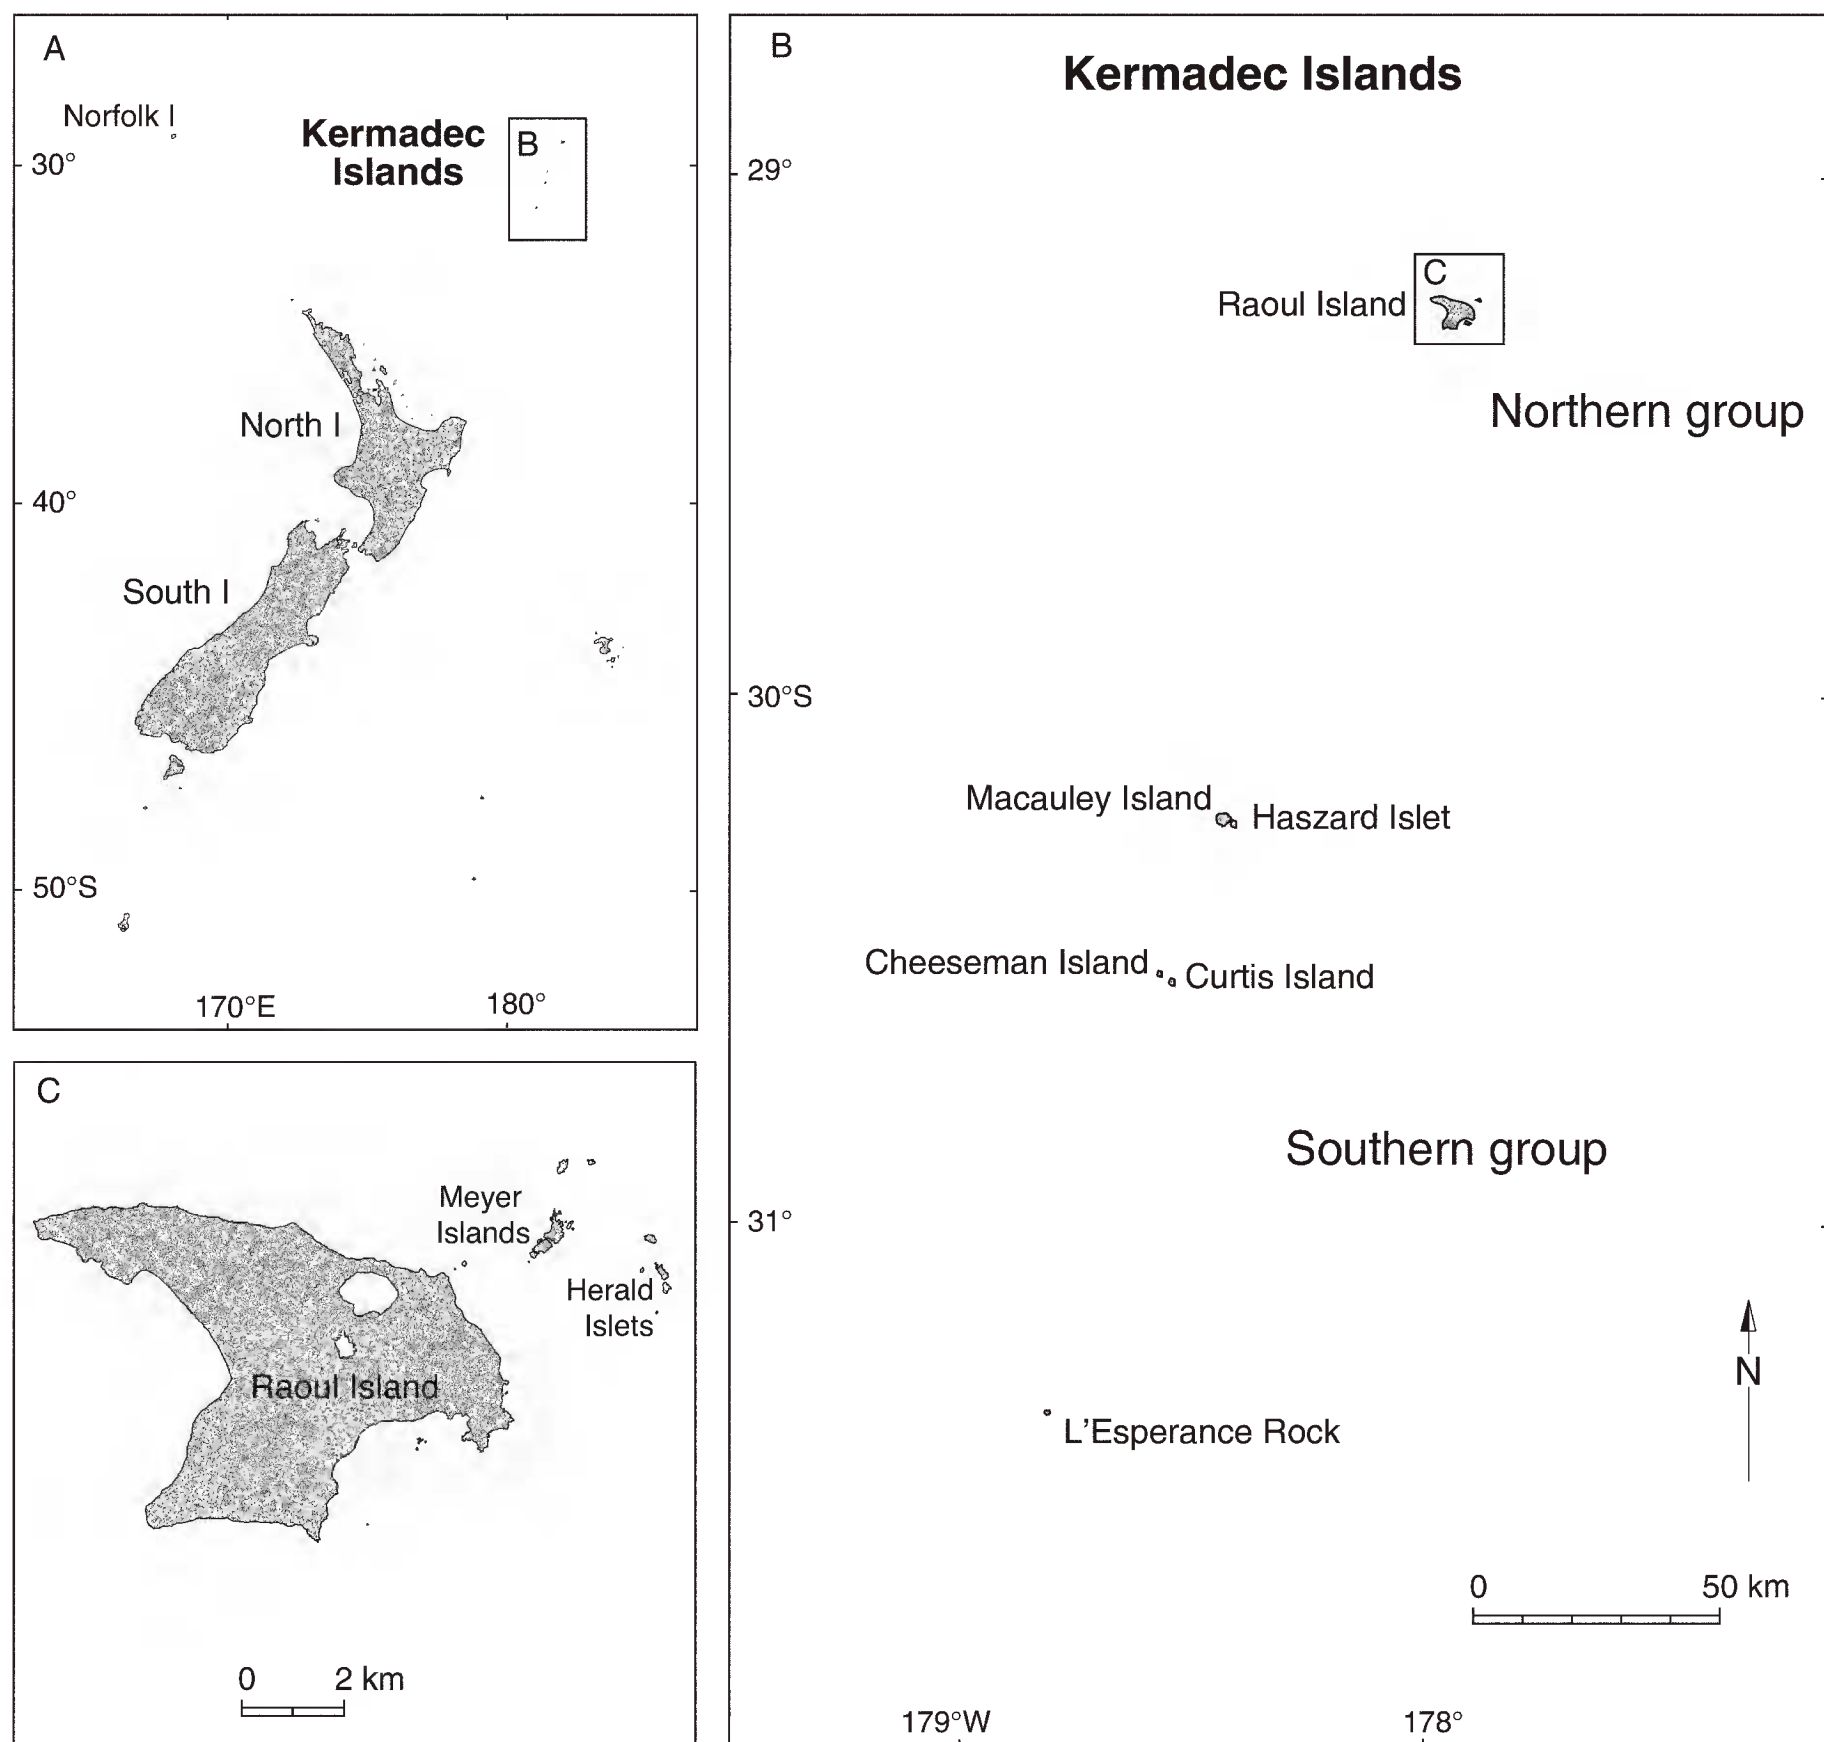 A
Norfolk I
Kermadec
Islands
B
30°
North I
40°
South I
50°S
170°E
180°
B
Kermadec Islands
29°
C
Raoul Island
Northern group
30°S
Macauley Island
Haszard Islet
Cheeseman Island
Curtis Island
Southern group
31°
N
L'Esperance Rock
0
50 km
179°W
178°
C
Meyer
Islands
Herald
Islets
Raoul Island
0
2 km